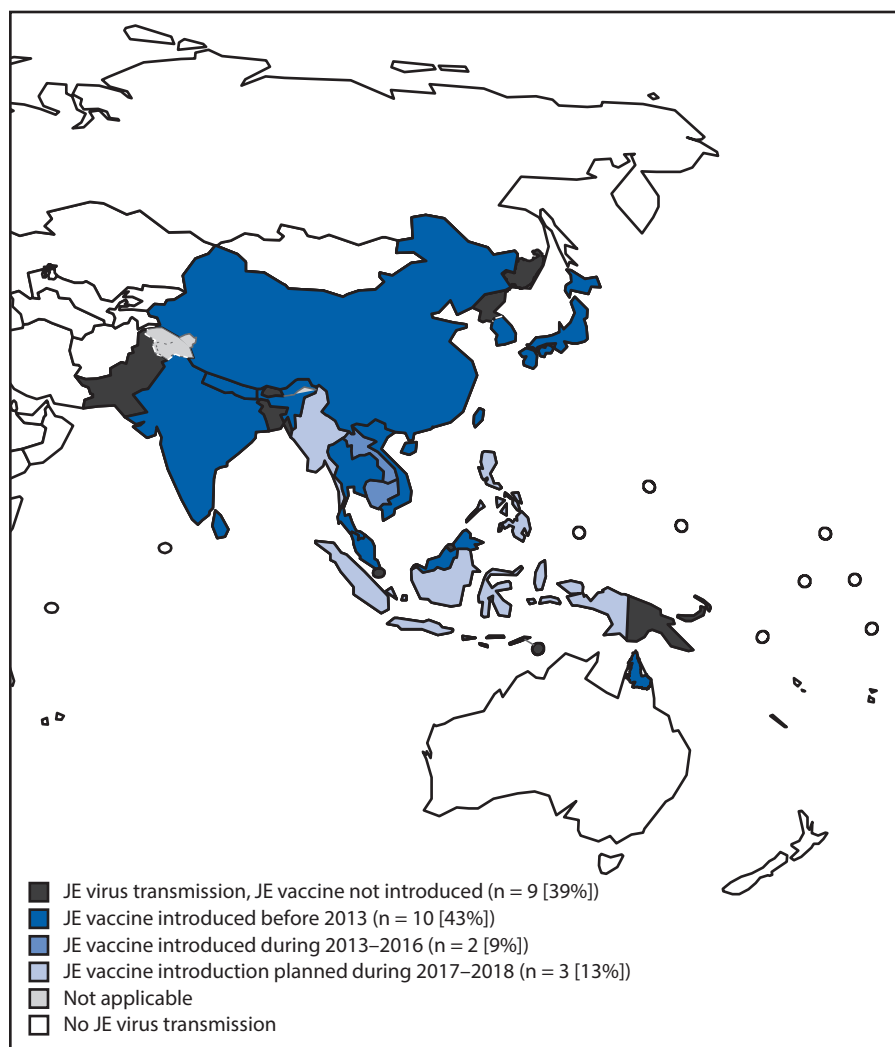 JE virus transmission, JE vaccine not introduced (n = 9 [39%])
JE vaccine introduced before 2013 (n = 10 [43%])
JE vaccine introduced during 2013–2016 (n = 2 [9%])
JE vaccine introduction planned during 2017–2018 (n = 3 [13%])
Not applicable
No JE virus transmission